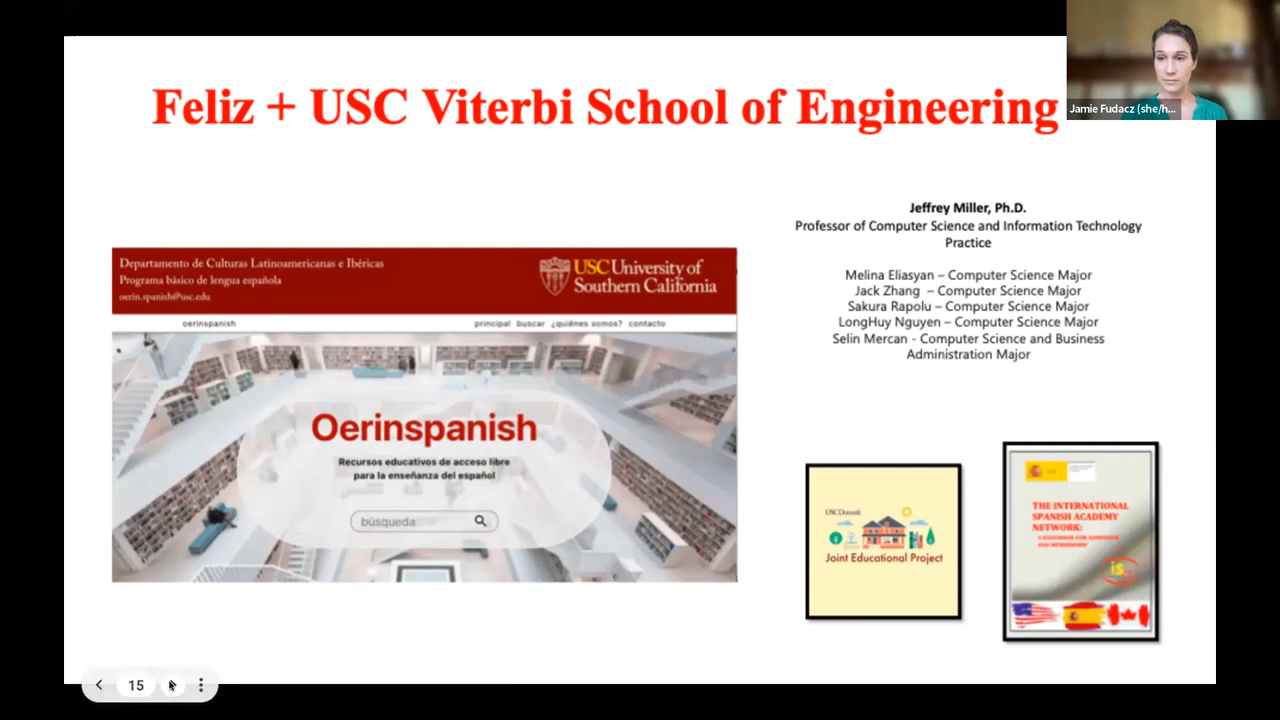 Feliz + USC Viterbi School of Engineering
Jamie Fudacz (she/h...
Departamento de Culturas Latinoamericanas e Ibéricas
Programa básico de lengua española
oerin.spanish@usc.edu
USC University of
Southern California
oerinspanish
principal buscar ¿quiénes somos? contacto
Oerinspanish
Recursos educativos de acceso libre
para la enseñanza del español
búsqueda
Jeffrey Miller, Ph.D.
Professor of Computer Science and Information Technology
Practice
Melina Eliasyan – Computer Science Major
Jack Zhang – Computer Science Major
Sakura Rapolu – Computer Science Major
LongHuy Nguyen – Computer Science Major
Selin Mercan - Computer Science and Business
Administration Major
USC Dornsife
Joint Educational Project
THE INTERNATIONAL
SPANISH ACADEMY
NETWORK:
15